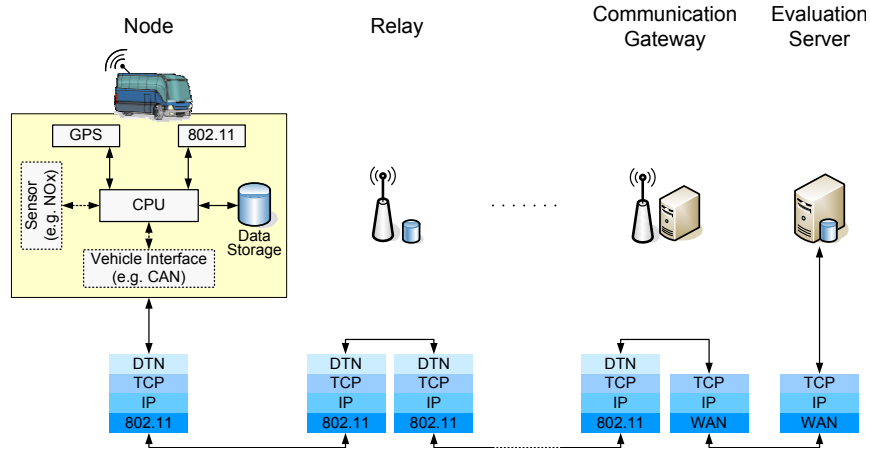 Node
Relay
Communication
Gateway
Evaluation
Server
GPS
802.11
Sensor
(e.g. NOx)
CPU
Data
Storage
Vehicle Interface
(e.g. CAN)
. . . . . . .
DTN
TCP
IP
802.11
DTN
TCP
IP
802.11
DTN
TCP
IP
802.11
DTN
TCP
IP
802.11
TCP
IP
WAN
TCP
IP
WAN